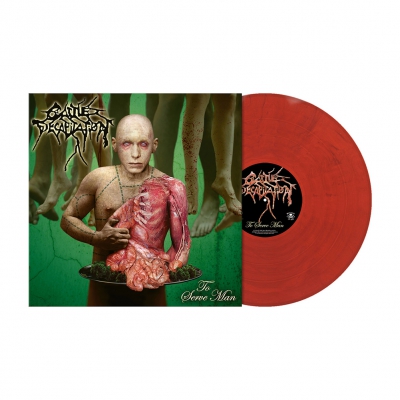 CATTLE
DECAPITATION
To
Serve Man
CATTLE
DECAPITATION
To Serve Man